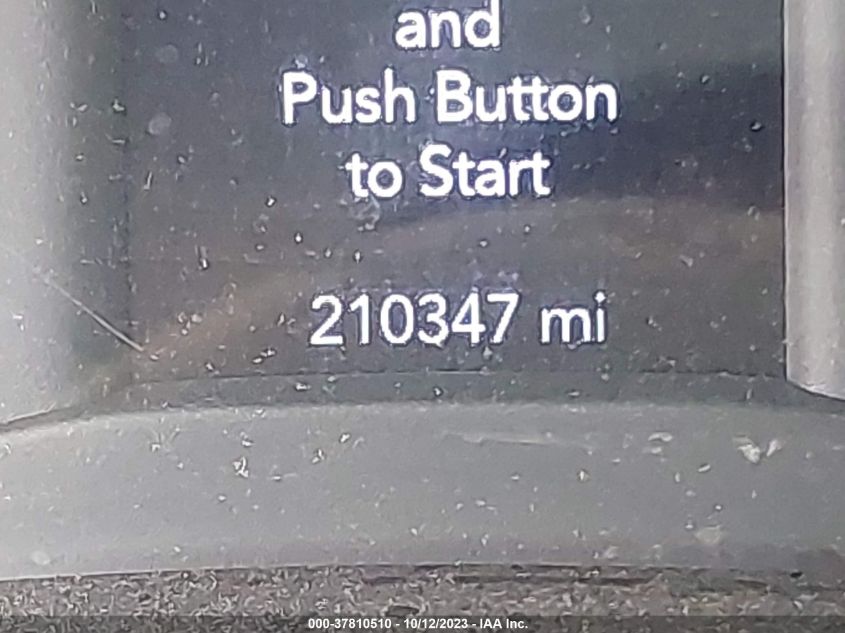 and
Push Button
to Start
210347 mi
000-37810510 - 10/12/2023 - IAA Inc.